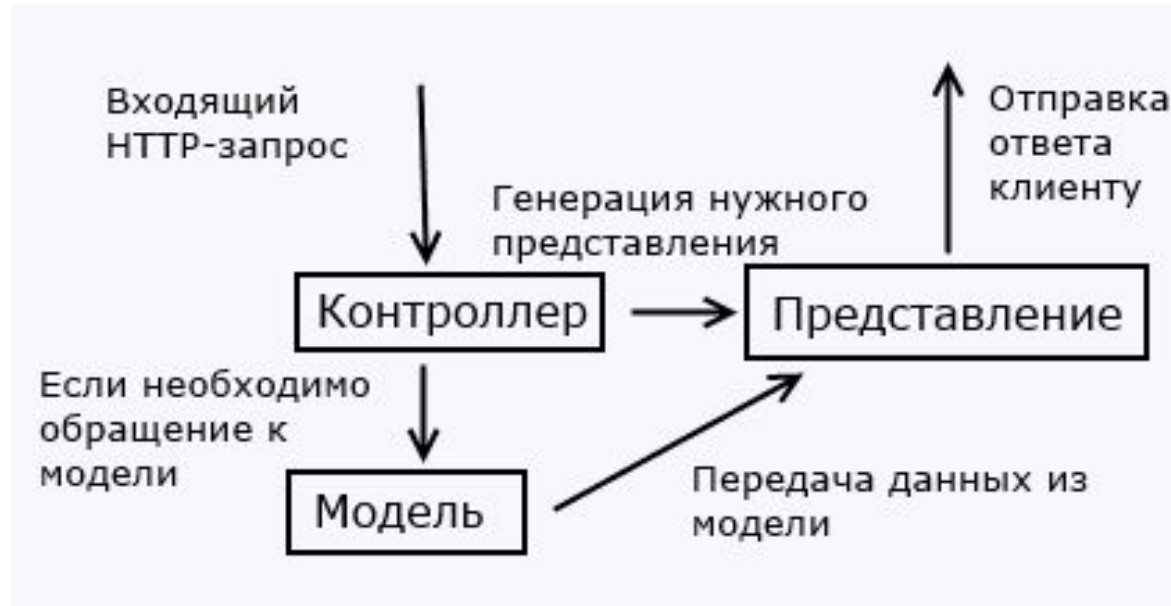 Входящий
HTTP-запрос
Отправка
ответа
клиенту
Генерация нужного
представления
Контроллер
Представление
Если необходимо
обращение к
модели
Модель
Передача данных из
модели